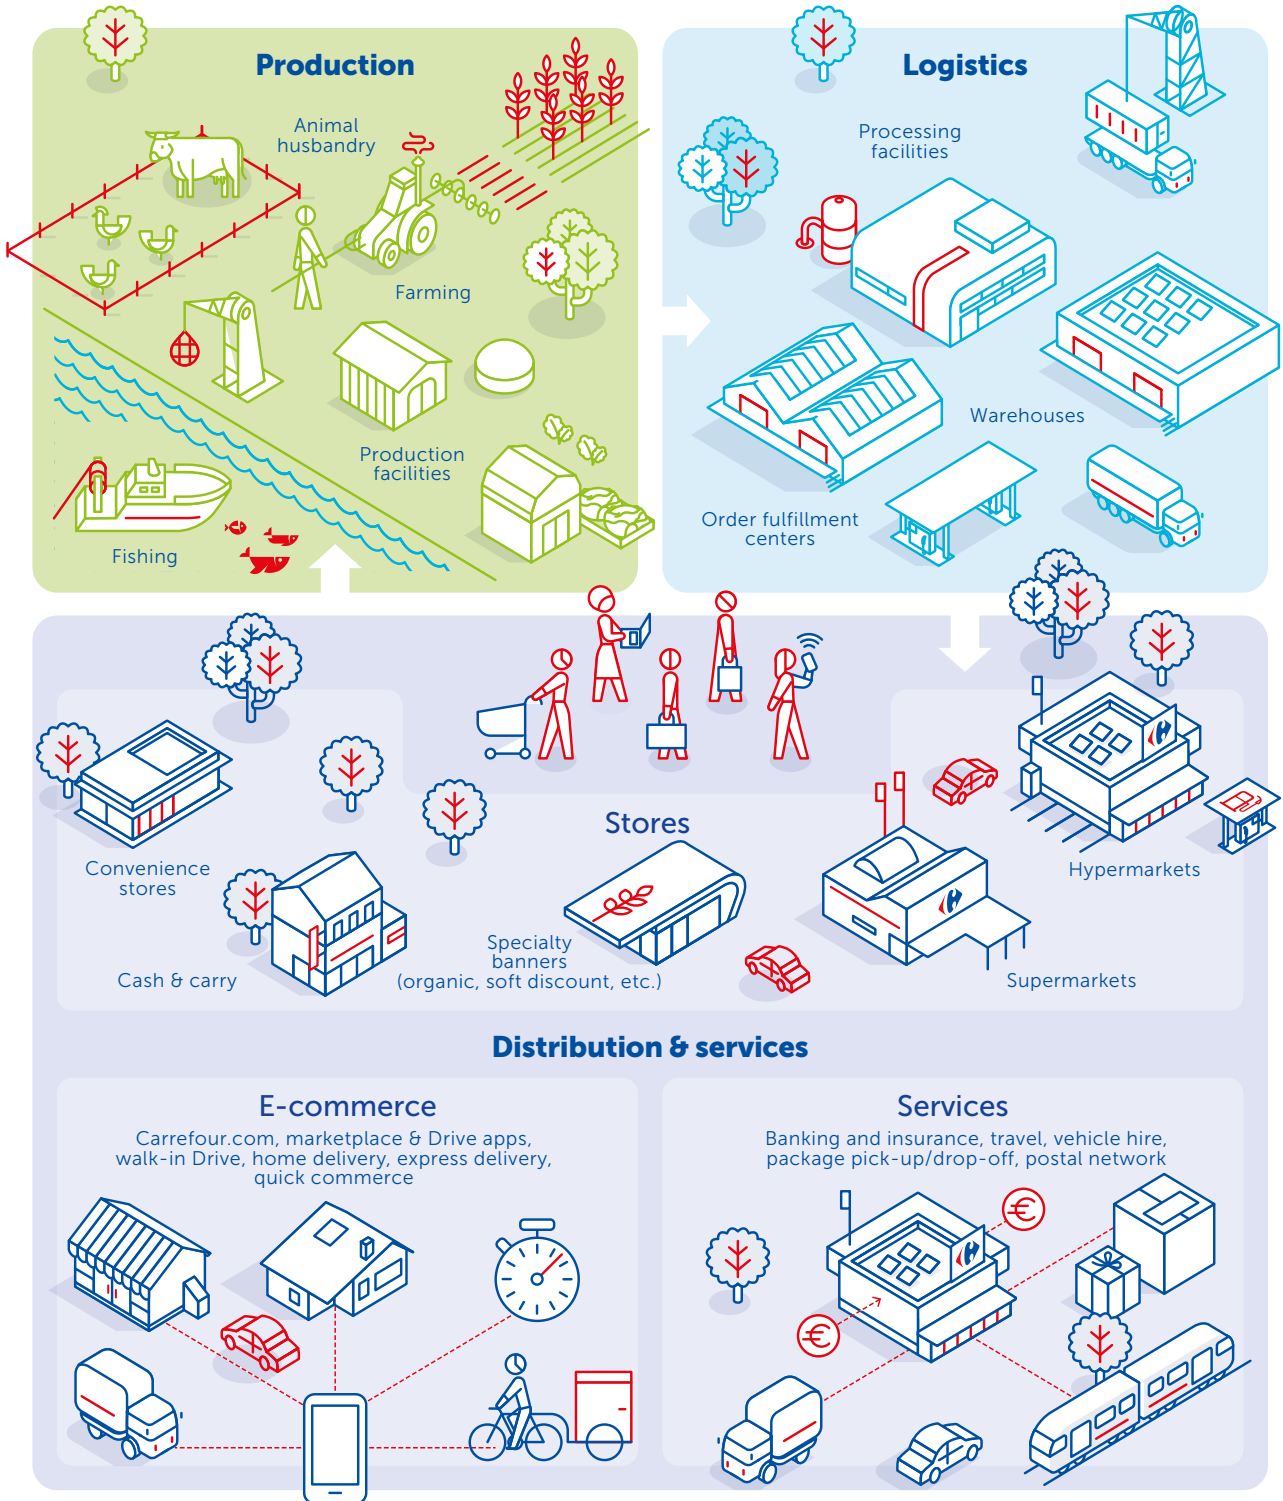 Production
Animal
husbandry
Farming
Production
facilities
Fishing
Logistics
Processing
facilities
Warehouses
Order fulfillment
centers
Stores
Convenience
stores
Hypermarkets
Cash & carry
Specialty
banners
(organic, soft discount, etc.)
Supermarkets
Distribution & services
E-commerce
Carrefour.com, marketplace & Drive apps,
walk-in Drive, home delivery, express delivery,
quick commerce
Services
Banking and insurance, travel, vehicle hire,
package pick-up/drop-off, postal network
€
€